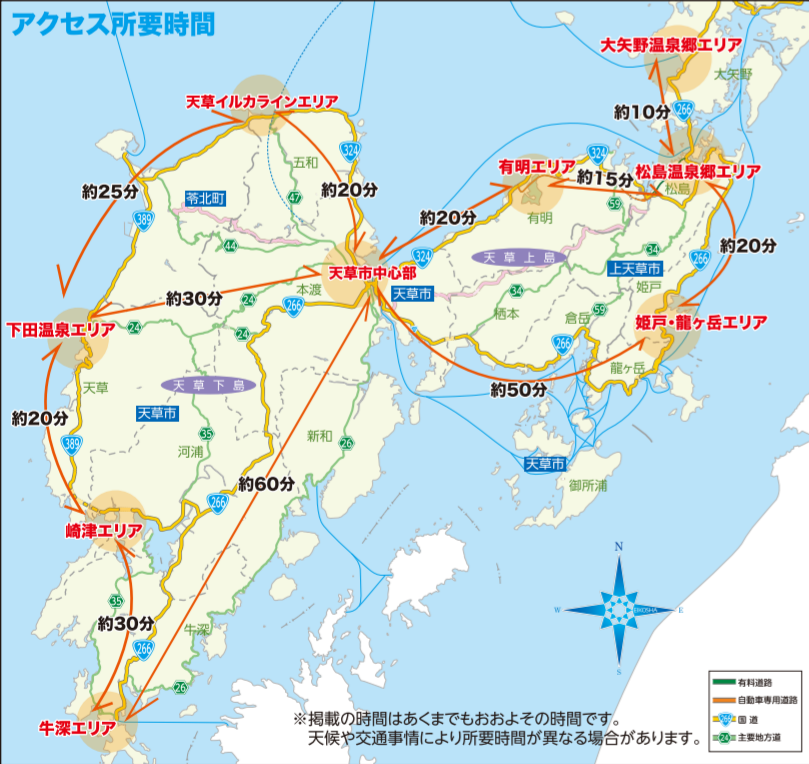 アクセス所要時間
大矢野温泉郷エリア
大矢野
約10分
266
天草イルカラインエリア
五和
324
約20分
47
約25分
苓北町
389
44
有明エリア
324
松島温泉郷エリア
松島
約15分
59
有明
約20分
324
約20分
34
266
天草上島
上天草市
姫戸
天草市中心部
天草市
本渡
約30分
24
266
34
栖本
59
倉岳
姫戸・龍ヶ岳エリア
下田温泉エリア
24
24
266
龍ヶ岳
天草
天草下島
約50分
約20分
天草市
389
35
河浦
新和
26
天草市
御所浦
約60分
266
崎津エリア
N
W
E
S
35
約30分
牛深
266
26
牛深エリア
有料道路
自動車専用道路
266
国道
24
主要地方道
※掲載の時間はあくまでもおおよその時間です。
天候や交通事情により所要時間が異なる場合があります。